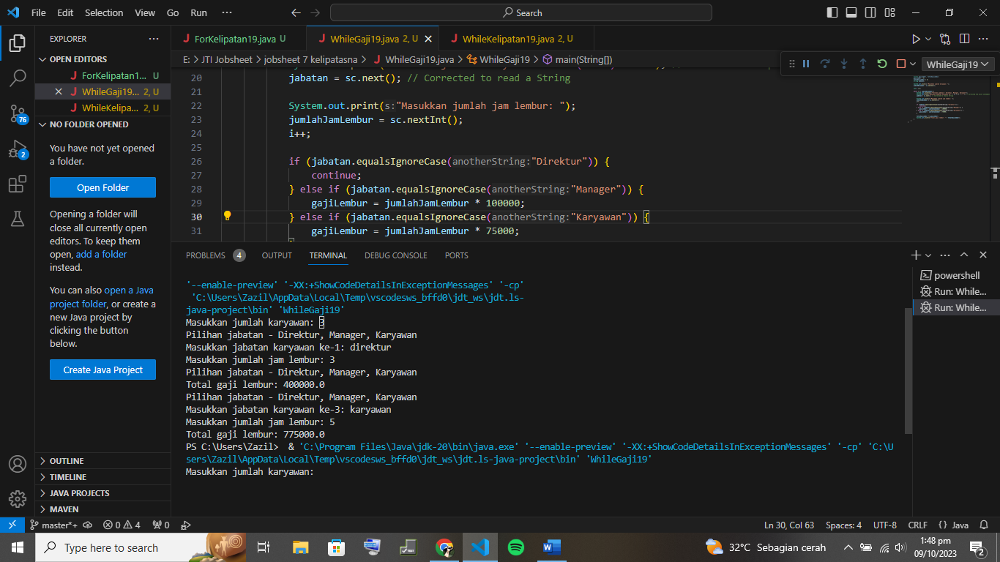 File Edit Selection View Go Run ··· Search
EXPLORER ···
OPEN EDITORS
ForKelipatan1... U
WhileGaji19... 2, U
WhileKelipa... 2, U
NO FOLDER OPENED
You have not yet opened
a folder.
Open Folder
Opening a folder will
close all currently open
editors. To keep them
open, add a folder
instead.
You can also open a Java
project folder, or create a
new Java project by
clicking the button
below.
Create Java Project
OUTLINE
TIMELINE
JAVA PROJECTS
MAVEN
76
2
ForKelipatan19.java U WhileGaji19.java 2, U WhileKelipatan19.java 2, U
E: > JTI Jobsheet > jobsheet 7 kelipatasna > WhileGaji19.java > WhileGaji19 > main(String[])
WhileGaji19
20 jabatan = sc.next(); // Corrected to read a String
21
22 System.out.print(s:"Masukkan jumlah jam lembur: ");
23 jumlahJamLembur = sc.nextInt();
24 i++;
25
26 if (jabatan.equalsIgnoreCase(anotherString:"Direktur")) {
27 continue;
28 } else if (jabatan.equalsIgnoreCase(anotherString:"Manager")) {
29 gajiLembur = jumlahJamLembur * 100000;
30 } else if (jabatan.equalsIgnoreCase(anotherString:"Karyawan")) {
31 gajiLembur = jumlahJamLembur * 75000;
PROBLEMS 4 OUTPUT TERMINAL DEBUG CONSOLE PORTS
'--enable-preview' '-XX:+ShowCodeDetailsInExceptionMessages' '-cp'
'C:\Users\Zazil\AppData\Local\Temp\vscodesws_bffd0\jdt_ws\jdt.ls-
java-project\bin' 'WhileGaji19'
Masukkan jumlah karyawan: 3
Pilihan jabatan - Direktur, Manager, Karyawan
Masukkan jabatan karyawan ke-1: direktur
Masukkan jumlah jam lembur: 3
Pilihan jabatan - Direktur, Manager, Karyawan
Total gaji lembur: 400000.0
Pilihan jabatan - Direktur, Manager, Karyawan
Masukkan jabatan karyawan ke-3: karyawan
Masukkan jumlah jam lembur: 5
Total gaji lembur: 775000.0
PS C:\Users\Zazil> & 'C:\Program Files\Java\jdk-20\bin\java.exe' '--enable-preview' '-XX:+ShowCodeDetailsInExceptionMessages' '-cp' 'C:\U
sers\Zazil\AppData\Local\Temp\vscodesws_bffd0\jdt_ws\jdt.ls-java-project\bin' 'WhileGaji19'
Masukkan jumlah karyawan:
powershell
Run: While...
Run: While...
master*+ 0 4 0 Ln 30, Col 63 Spaces: 4 UTF-8 CRLF {} Java
Type here to search 32°C Sebagian cerah 1:48 pm
09/10/2023 2